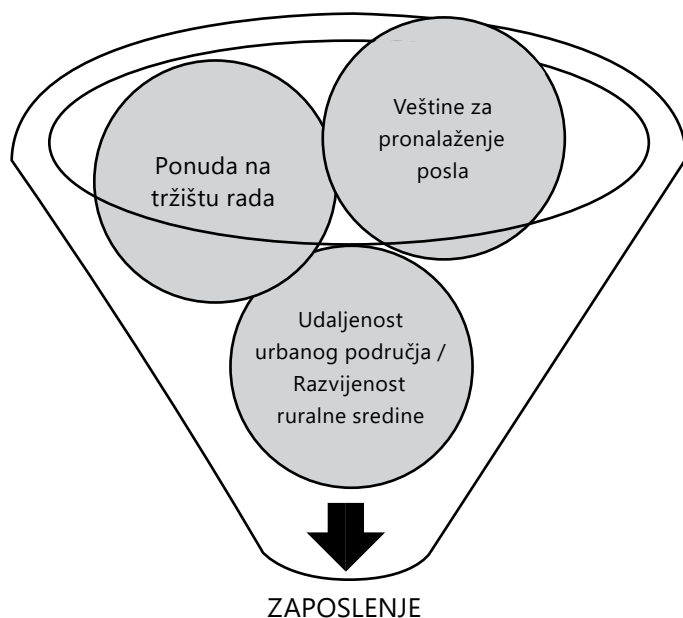 Ponuda na
tržištu rada
Veštine za
pronalaženje
posla
Udaljenost
urbanog područja /
Razvijenost
ruralne sredine
ZAPOSLENJE